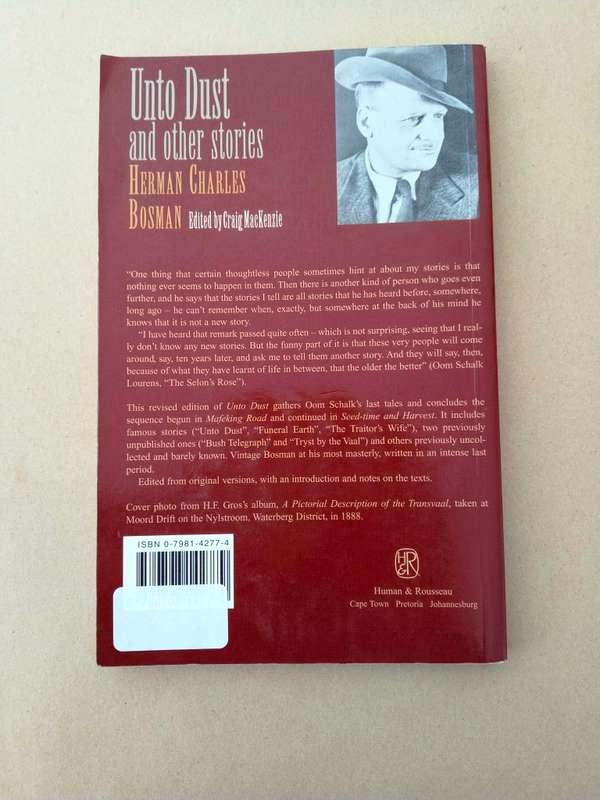 Unto Dust
and other stories
HERMAN CHARLES
BOSMAN Edited by Craig MacKenzie
“One thing that certain thoughtless people sometimes hint at about my stories is that
nothing ever seems to happen in them. Then there is another kind of person who goes even
further, and he says that the stories I tell are all stories that he has heard before, somewhere,
long ago – he can't remember when, exactly, but somewhere at the back of his mind he
knows that it is not a new story.
“I have heard that remark passed quite often – which is not surprising, seeing that I real-
ly don't know any new stories. But the funny part of it is that these very people will come
around, say, ten years later, and ask me to tell them another story. And they will say, then,
because of what they have learnt of life in between, that the older the better” (Oom Schalk
Lourens, “The Selon's Rose”).
This revised edition of Unto Dust gathers Oom Schalk's last tales and concludes the
sequence begun in Mafeking Road and continued in Seed-time and Harvest. It includes
famous stories (“Unto Dust”, “Funeral Earth”, “The Traitor's Wife”), two previously
unpublished ones (“Bush Telegraph” and “Tryst by the Vaal”) and others previously uncol-
lected and barely known. Vintage Bosman at his most masterly, written in an intense last
period.
Edited from original versions, with an introduction and notes on the texts.
Cover photo from H.F. Gros's album, A Pictorial Description of the Transvaal, taken at
Moord Drift on the Nylstroom, Waterberg District, in 1888.
ISBN 0-7981-4277-4
H&R
Human & Rousseau
Cape Town Pretoria Johannesburg